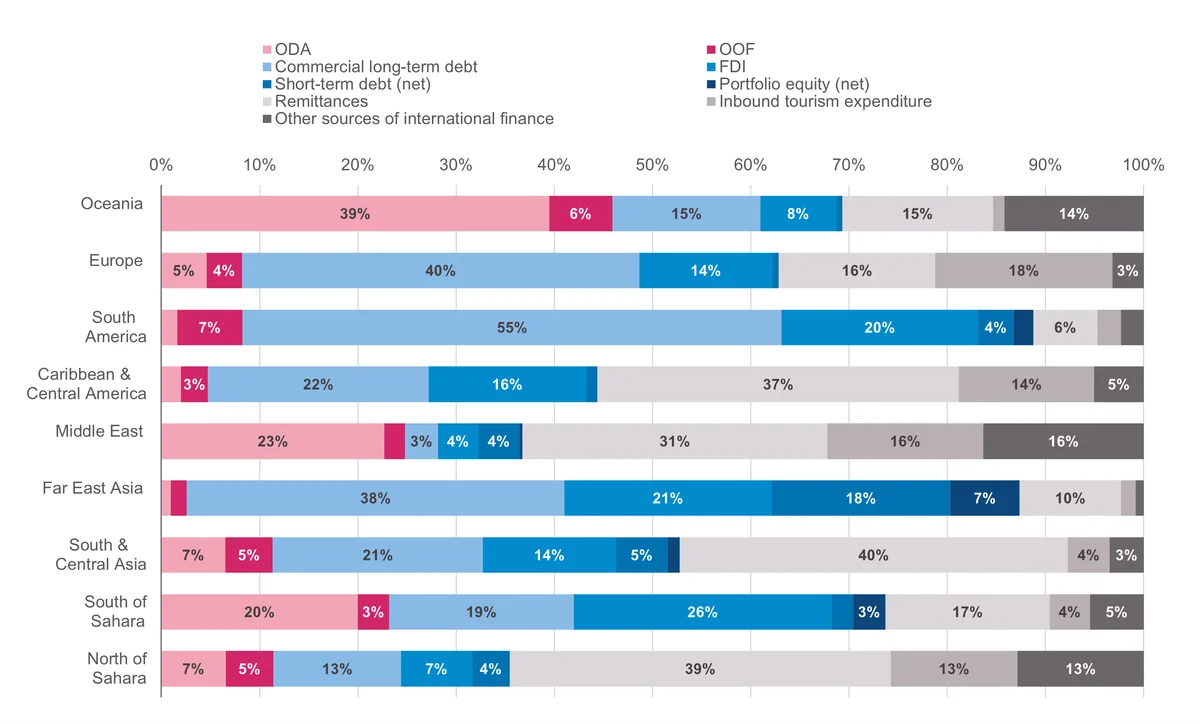 ODA
OOF
Commercial long-term debt
FDI
Short-term debt (net)
Portfolio equity (net)
Remittances
Inbound tourism expenditure
Other sources of international finance
0% 10% 20% 30% 40% 50% 60% 70% 80% 90% 100%
Oceania
39% 6% 15% 8% 15% 14%
Europe
5% 4% 40% 14% 16% 18% 3%
South
America
7% 55% 20% 4% 6%
Caribbean &
Central America
3% 22% 16% 37% 14% 5%
Middle East
23% 3% 4% 4% 31% 16% 16%
Far East Asia
38% 21% 18% 7% 10%
South &
Central Asia
7% 5% 21% 14% 5% 40% 4% 3%
South of
Sahara
20% 3% 19% 26% 3% 17% 4% 5%
North of
Sahara
7% 5% 13% 7% 4% 39% 13% 13%